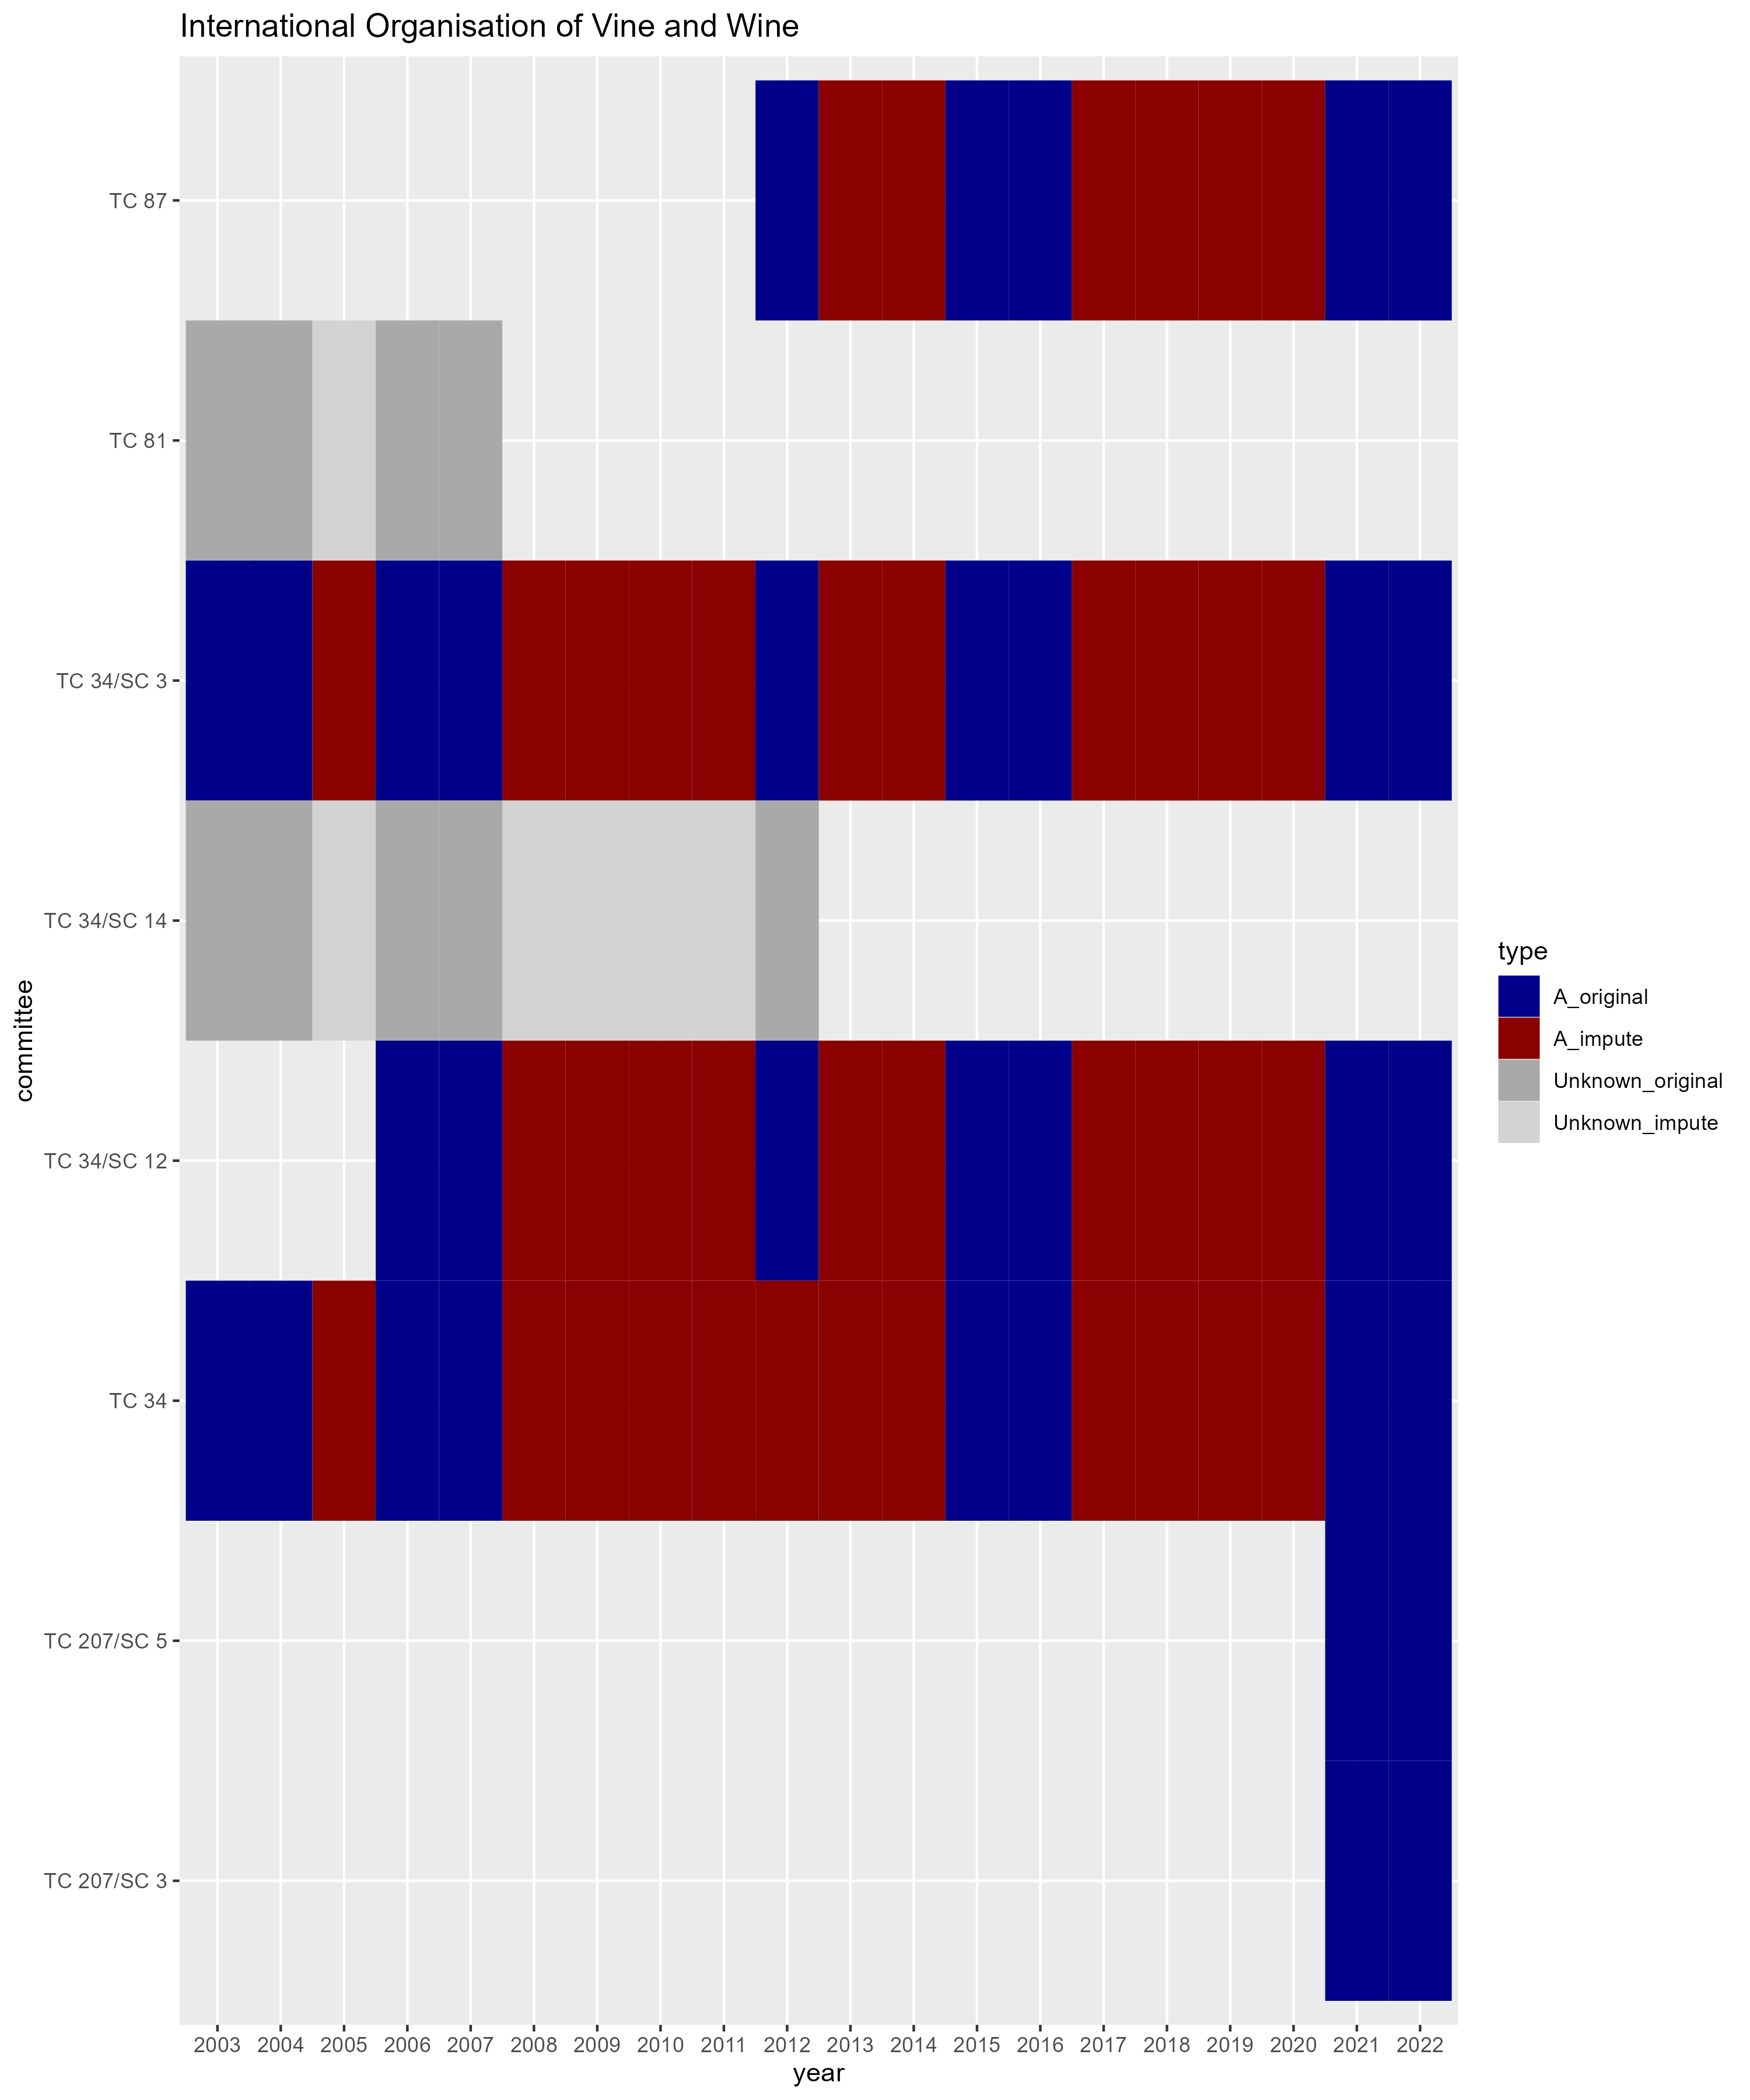 International Organisation of Vine and Wine
TC 87
TC 81
TC 34/SC 3
TC 34/SC 14
TC 34/SC 12
TC 34
TC 207/SC 5
TC 207/SC 3
committee
2003 2004 2005 2006 2007 2008 2009 2010 2011 2012 2013 2014 2015 2016 2017 2018 2019 2020 2021 2022
year
type
A_original
A_impute
Unknown_original
Unknown_impute